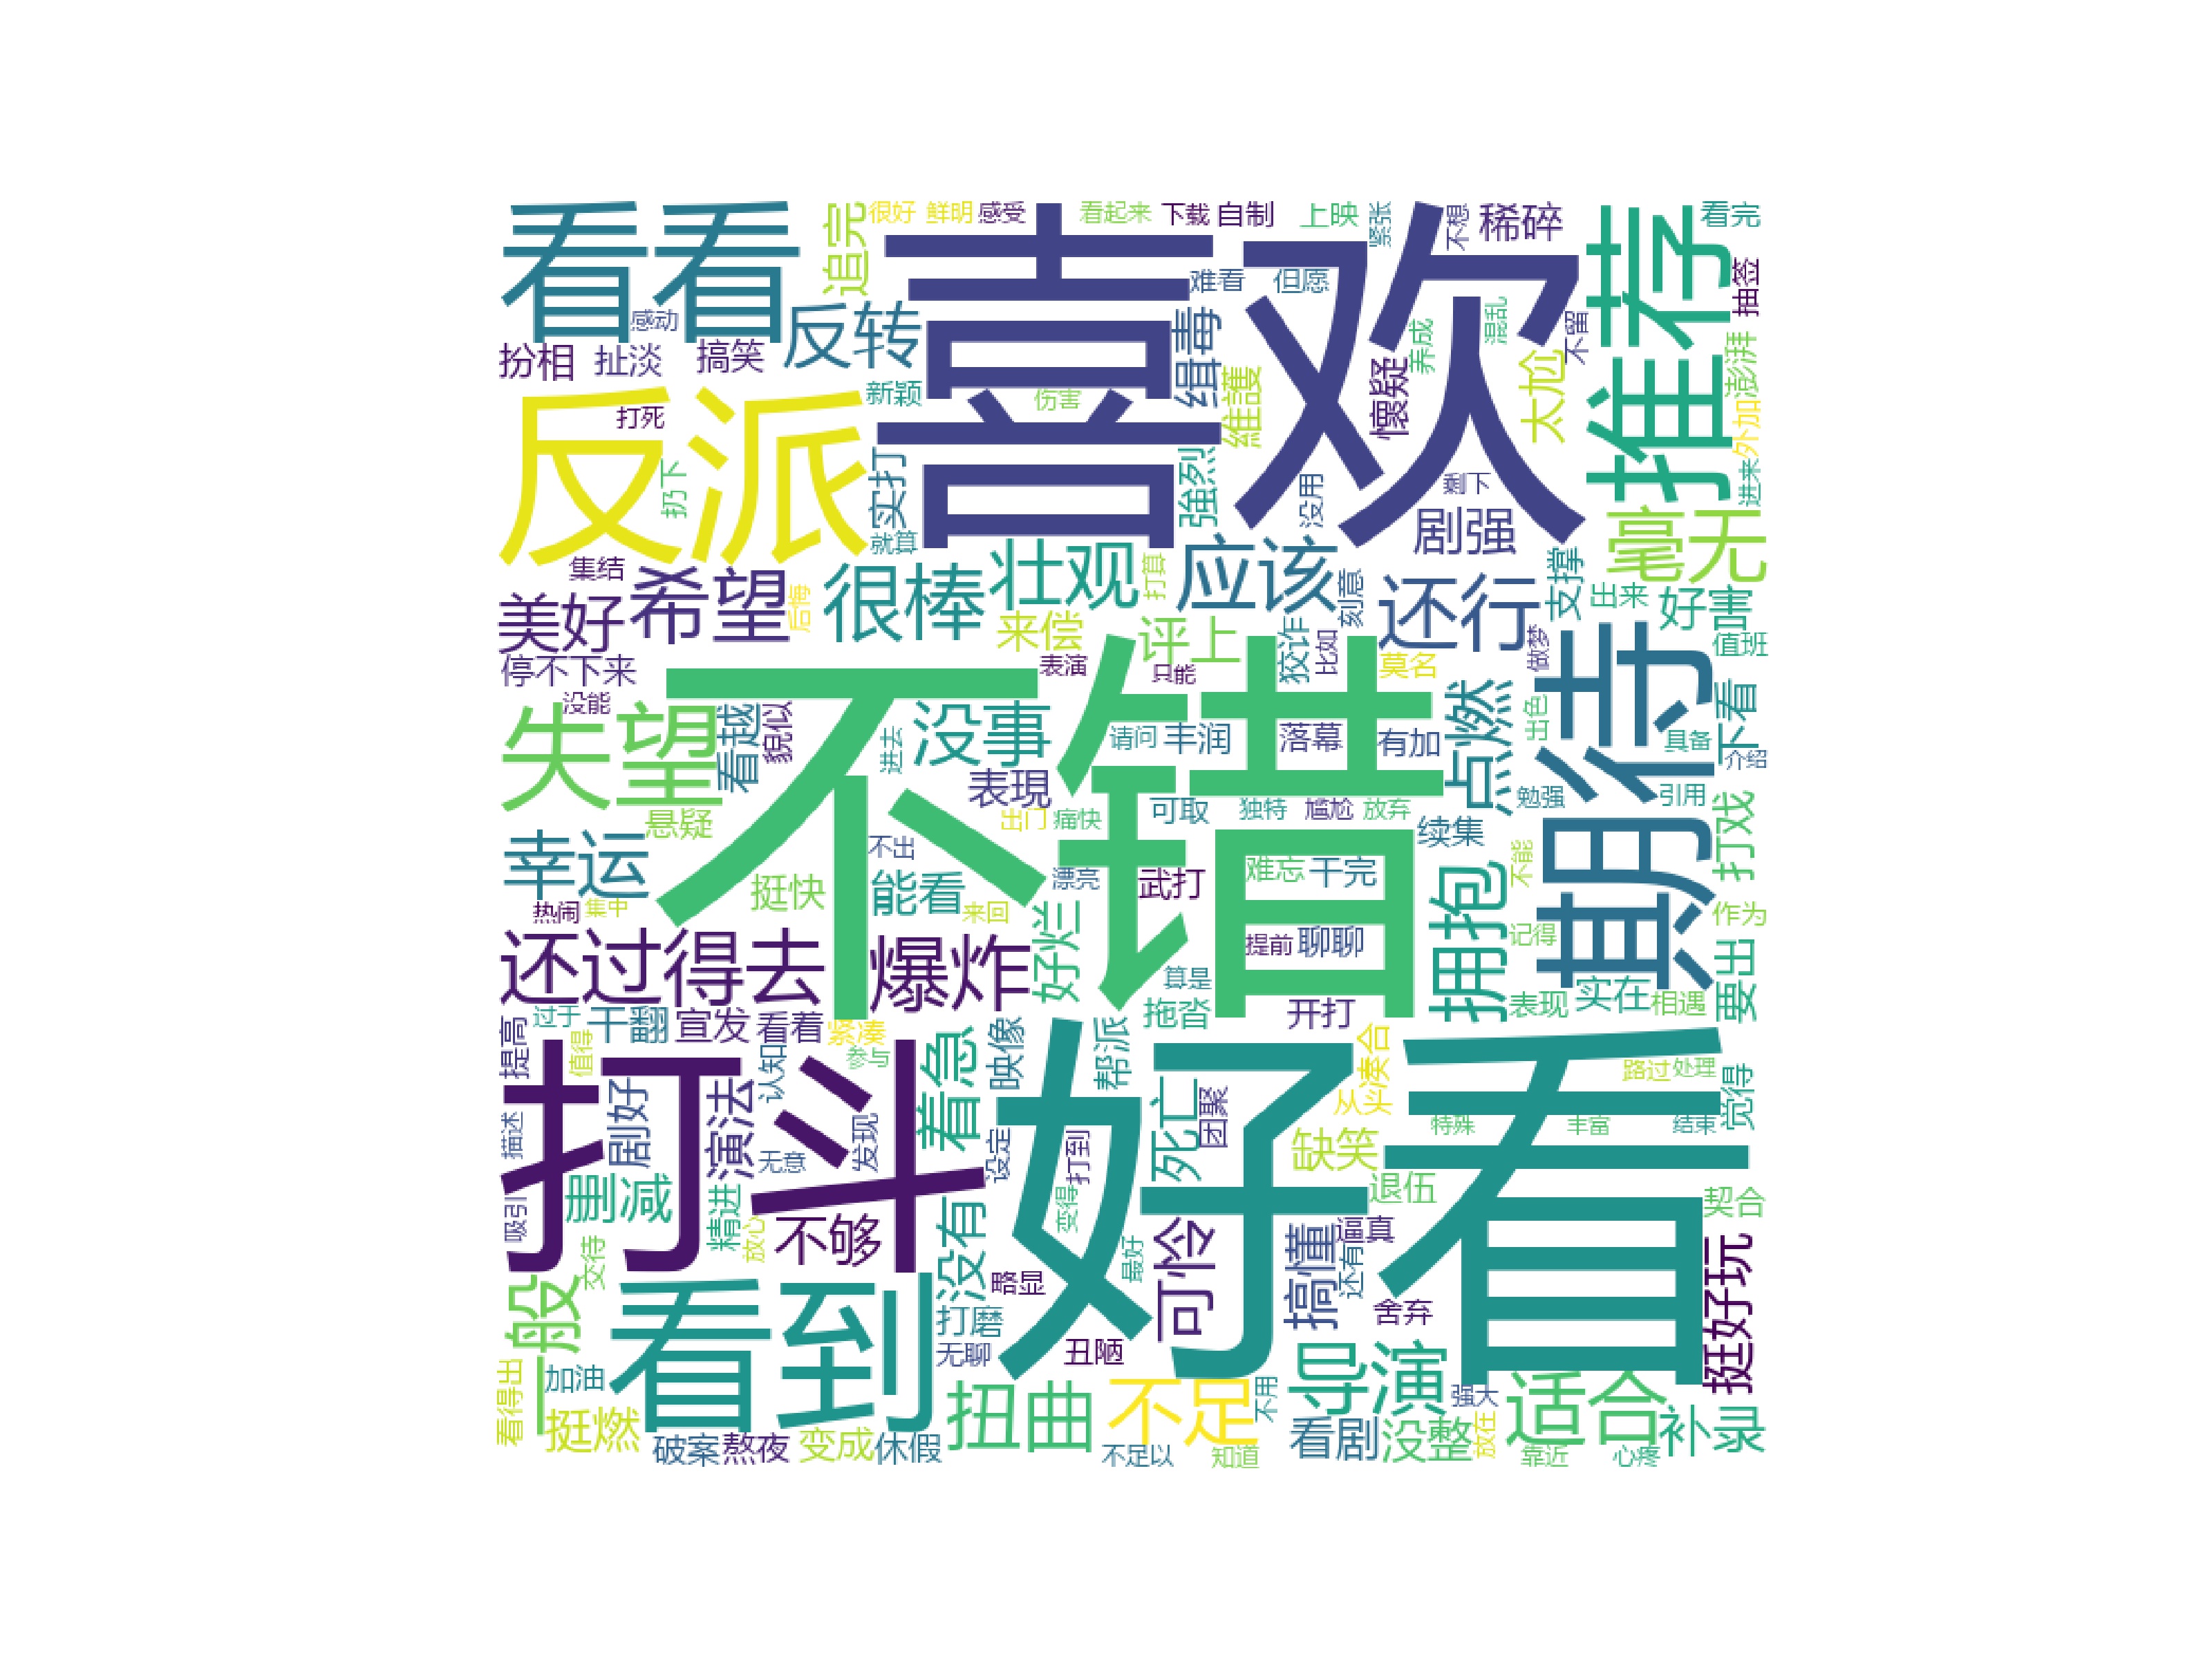 看看
追完
很好
鲜明
感受
看起来
下载
自制
上映
紧张
不想
稀碎
推荐
看完
喜欢
难看
但愿
抽签
感动
反转
缉毒
養成
混乱
不留
扮相
扯淡
搞笑
新颖
伤害
維護
懷疑
太尬
澎湃
外加
反派
打死
扔下
实打
強烈
没用
剩下
进来
就算
剧强
毫无
集结
希望
后悔
很棒
壮观
打算
应该
刻意
还行
支撑
出来
好害
美好
来偿
评上
狡诈
比如
莫名
做梦
值班
停不下来
表演
只能
没能
失望
看越
貌似
没事
进去
不错
请问
丰润
落幕
有加
点燃
出色
期待
具备
下看
介绍
悬疑
表現
出门
痛快
可取
独特
尴尬
放弃
勉强
引用
续集
打戏
幸运
不出
挺快
能看
漂亮
武打
难忘
干完
拥抱
不能
热闹
集中
来回
好烂
提前
聊聊
记得
作为
还过得去
爆炸
算是
拖沓
开打
表现
实在
相遇
要出
提高
过于
干翻
宣发
看着
紧凑
着急
映像
帮派
凑合
值得
打斗
参与
认知
好看
死亡
团聚
从头
路过
处理
觉得
描述
剧好
演法
无意
发现
设定
打到
缺笑
特殊
丰富
结束
吸引
删减
精进
放心
不够
没有
变得
退伍
契合
交待
一般
看到
略显
最好
可怜
搞懂
逼真
还有
舍弃
挺好玩
打磨
无聊
丑陋
看得出
加油
挺燃
扭曲
不足
不用
导演
强大
适合
破案
熬夜
变成
休假
不足以
知道
看剧
没整
放在
靠近
心疼
补录